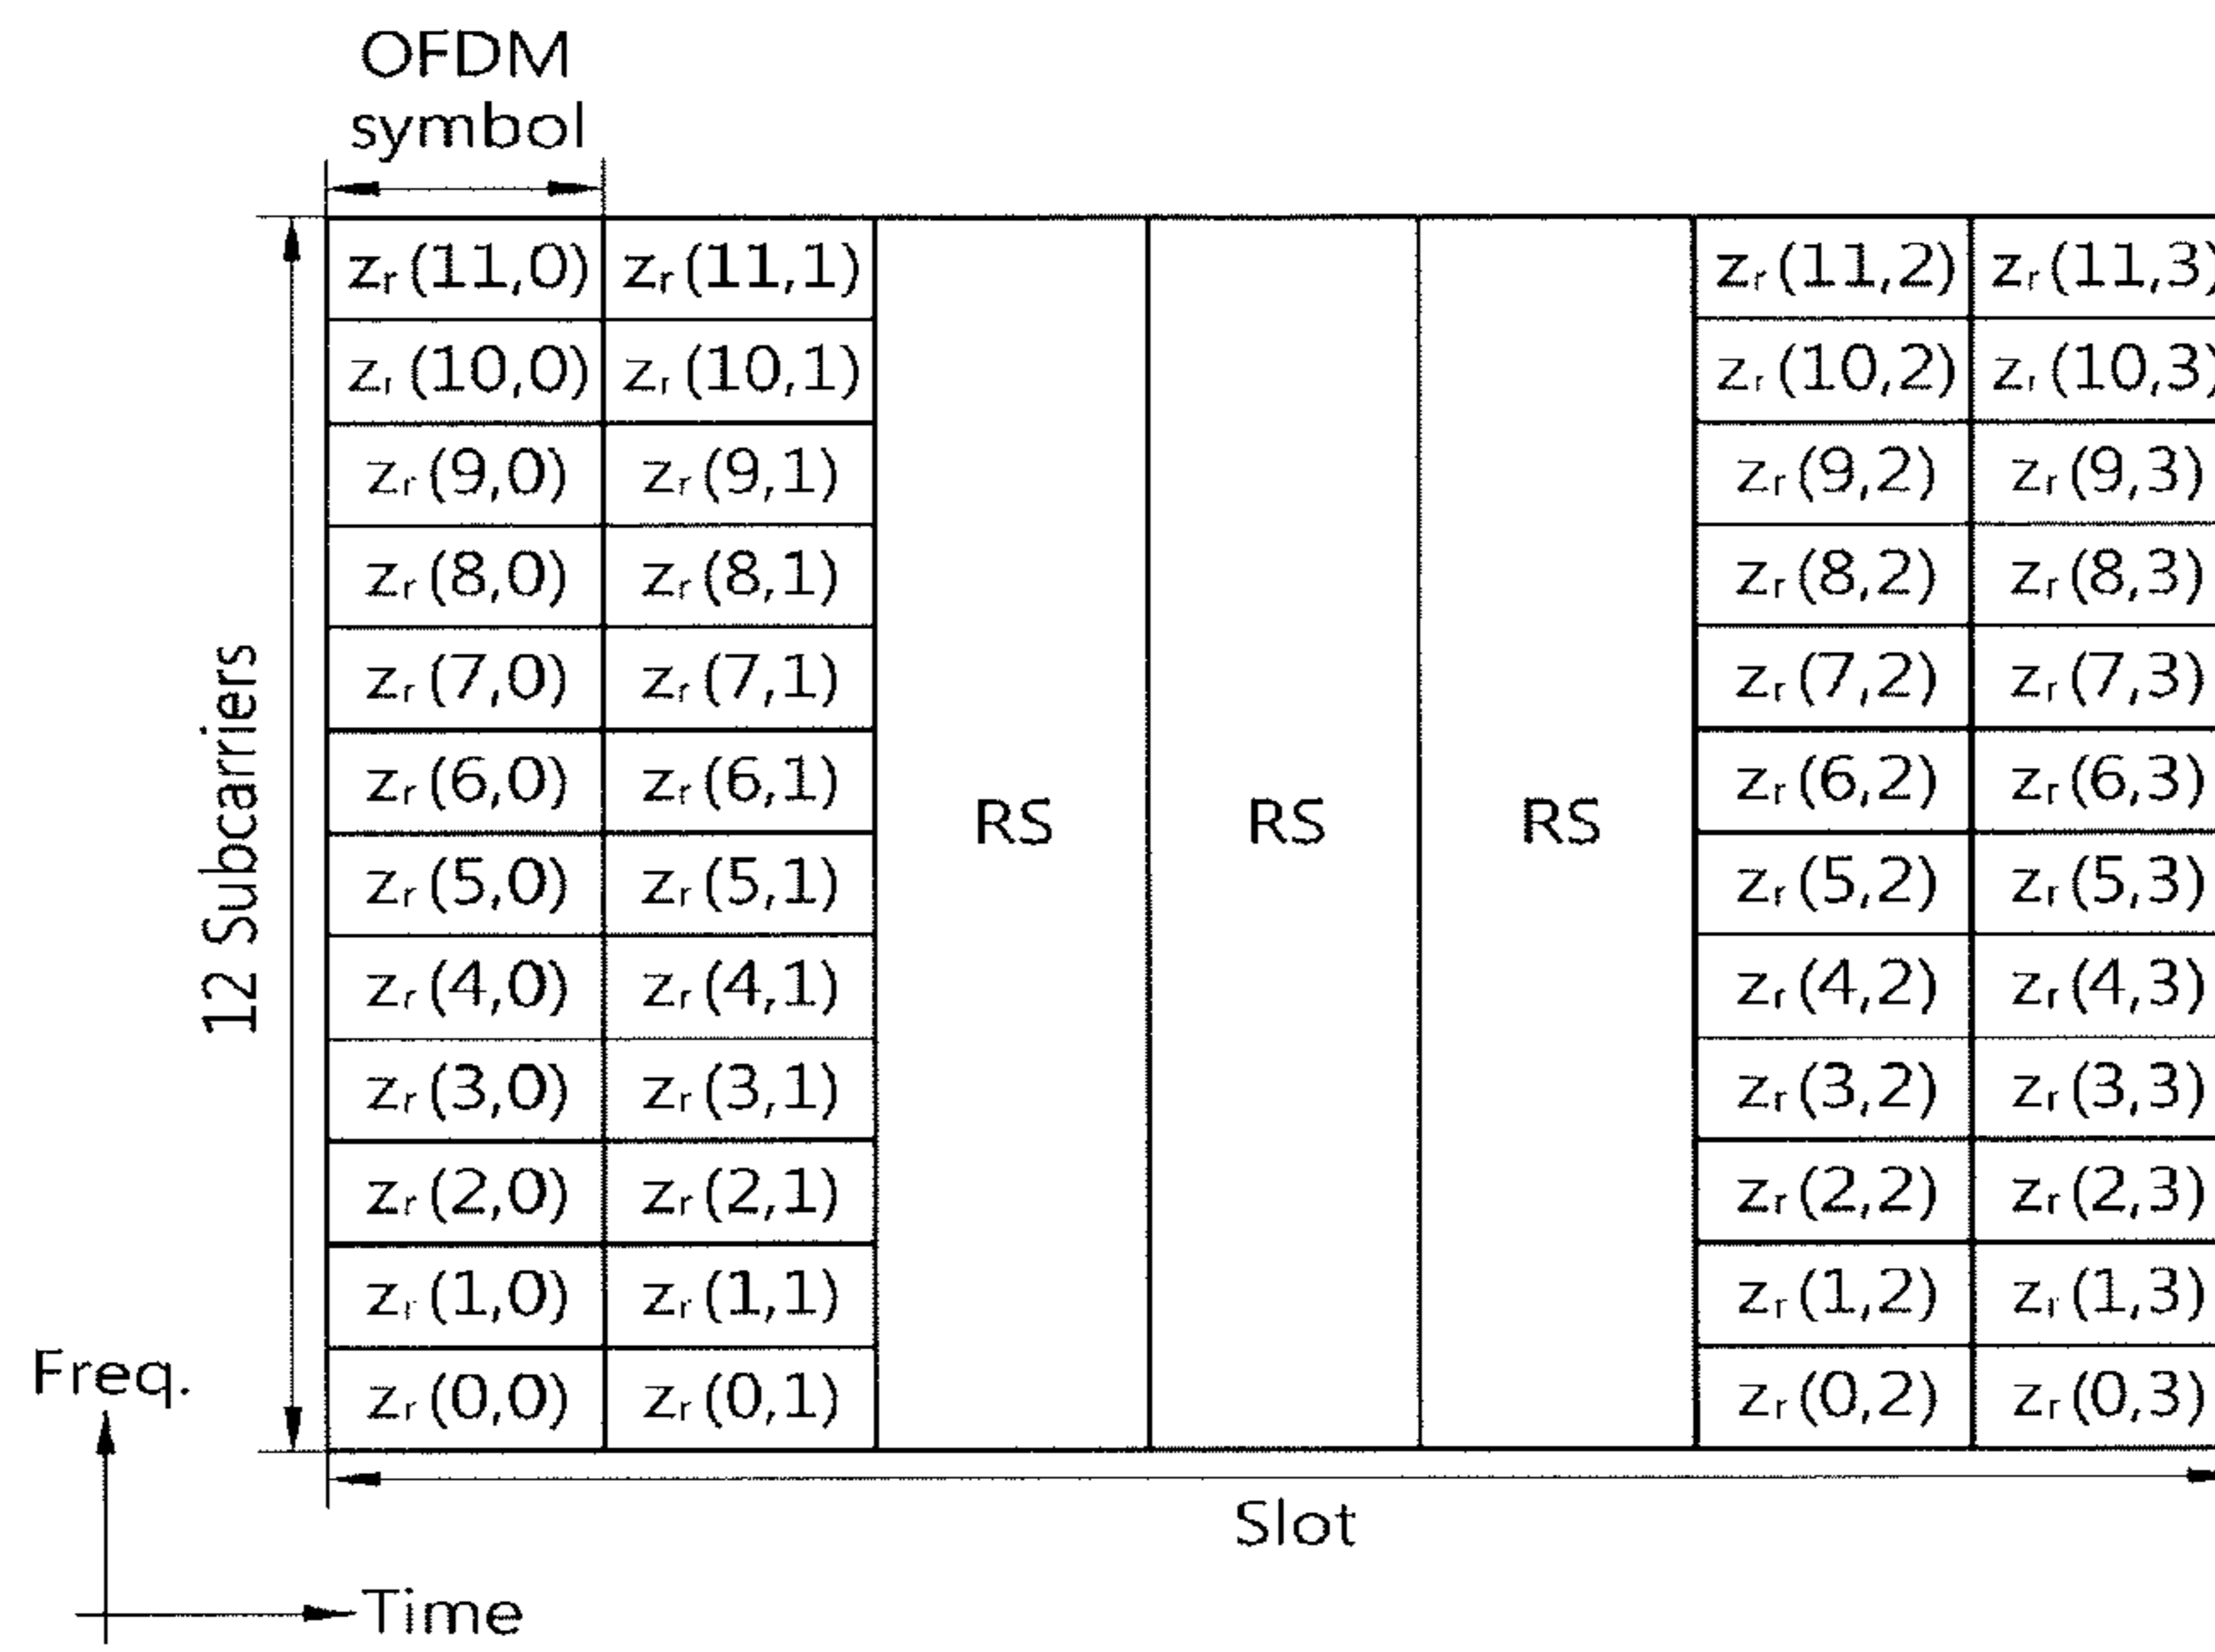 OFDM
symbol
zr(11,0) zr(11,1) zr(11,2) zr(11,3)
zr(10,0) zr(10,1) zr(10,2) zr(10,3)
zr(9,0) zr(9,1) zr(9,2) zr(9,3)
zr(8,0) zr(8,1) zr(8,2) zr(8,3)
zr(7,0) zr(7,1) zr(7,2) zr(7,3)
zr(6,0) zr(6,1) RS RS RS zr(6,2) zr(6,3)
zr(5,0) zr(5,1) zr(5,2) zr(5,3)
zr(4,0) zr(4,1) zr(4,2) zr(4,3)
zr(3,0) zr(3,1) zr(3,2) zr(3,3)
zr(2,0) zr(2,1) zr(2,2) zr(2,3)
zr(1,0) zr(1,1) zr(1,2) zr(1,3)
zr(0,0) zr(0,1) zr(0,2) zr(0,3)
12 Subcarriers
Freq.
Slot
Time